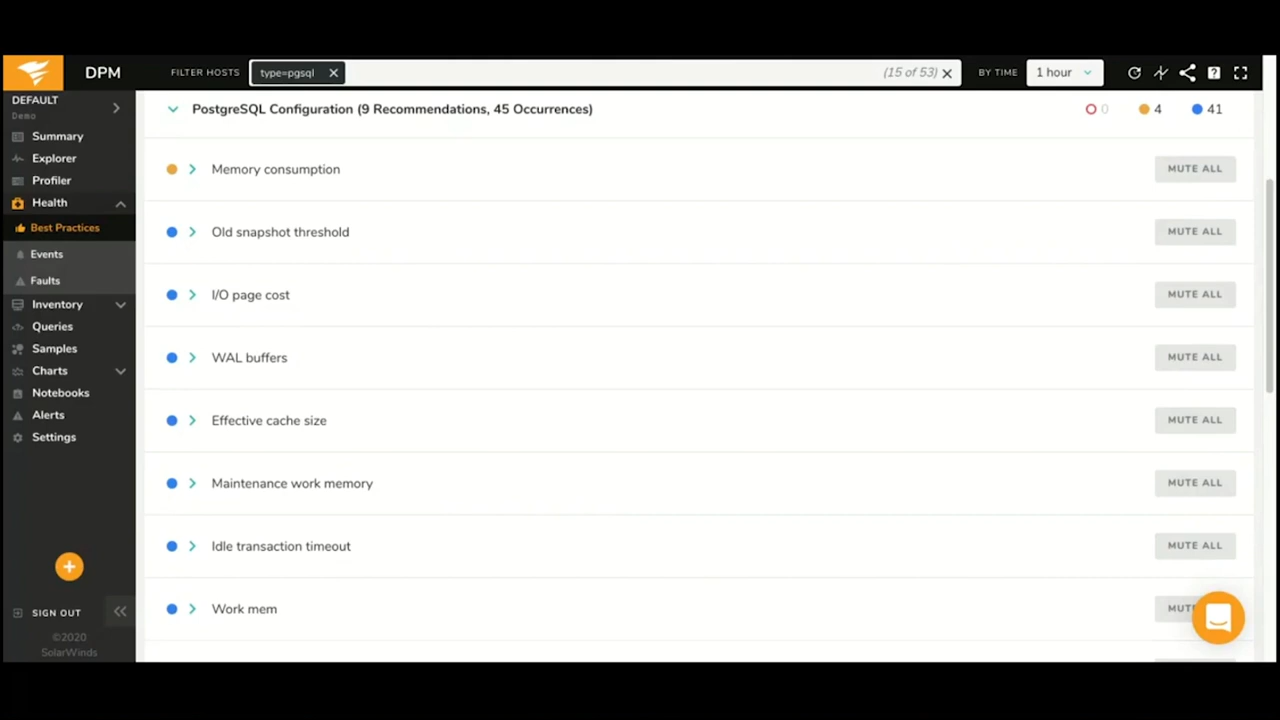 DPM
FILTER HOSTS
type=pgsql
(15 of 53)
BY TIME
1 hour
DEFAULT
Demo
Summary
Explorer
Profiler
Health
Best Practices
Events
Faults
Inventory
Queries
Samples
Charts
Notebooks
Alerts
Settings
SIGN OUT
©2020
SolarWinds
PostgreSQL Configuration (9 Recommendations, 45 Occurrences)
0
4
41
Memory consumption
MUTE ALL
Old snapshot threshold
MUTE ALL
I/O page cost
MUTE ALL
WAL buffers
MUTE ALL
Effective cache size
MUTE ALL
Maintenance work memory
MUTE ALL
Idle transaction timeout
MUTE ALL
Work mem